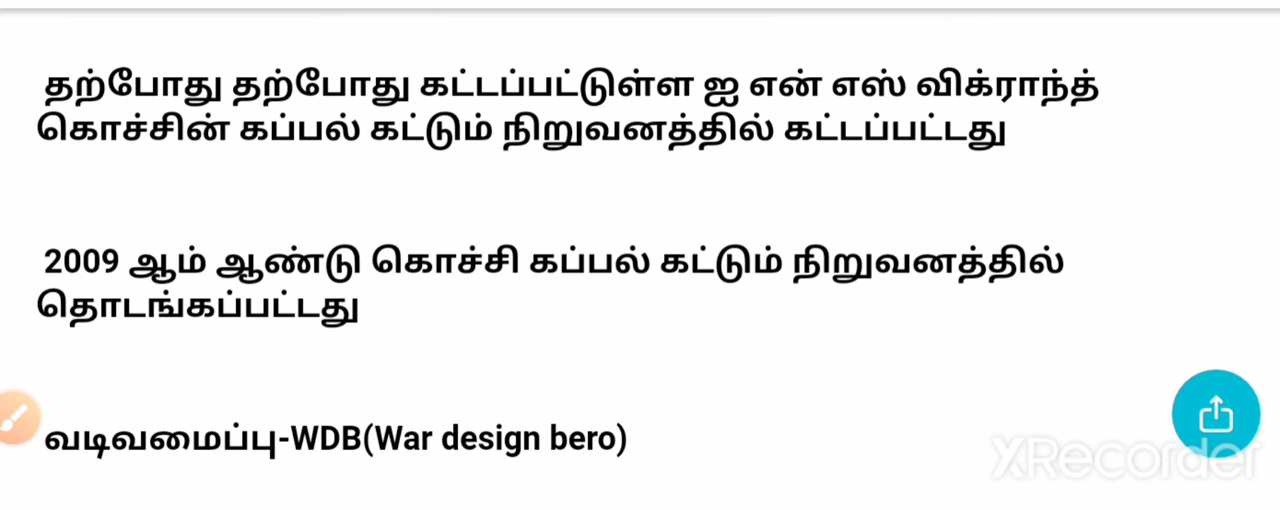 தற்போது தற்போது கட்டப்பட்டுள்ள ஐ என் எஸ் விக்ராந்த்
கொச்சின் கப்பல் கட்டும் நிறுவனத்தில் கட்டப்பட்டது
2009 ஆம் ஆண்டு கொச்சி கப்பல் கட்டும் நிறுவனத்தில்
தொடங்கப்பட்டது
வடிவமைப்பு-WDB(War design bero)
XRecorder